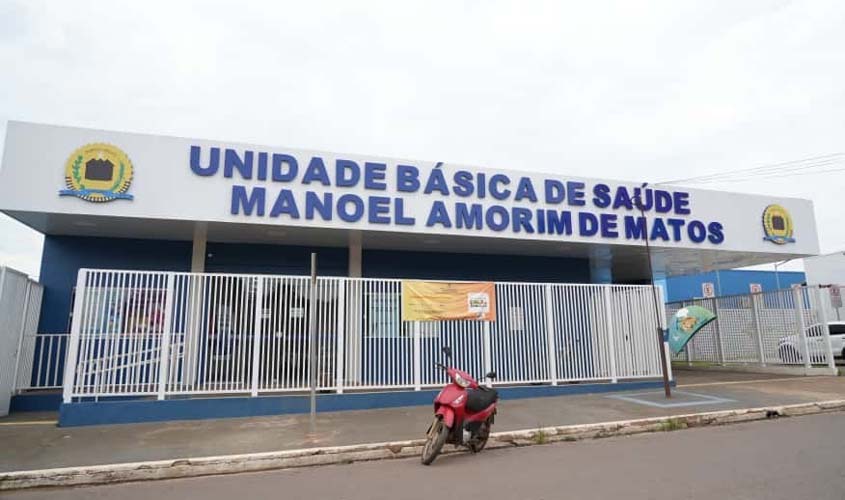 UNIDADE BÁSICA DE SAÚDE
MANOEL AMORIM DE MATOS